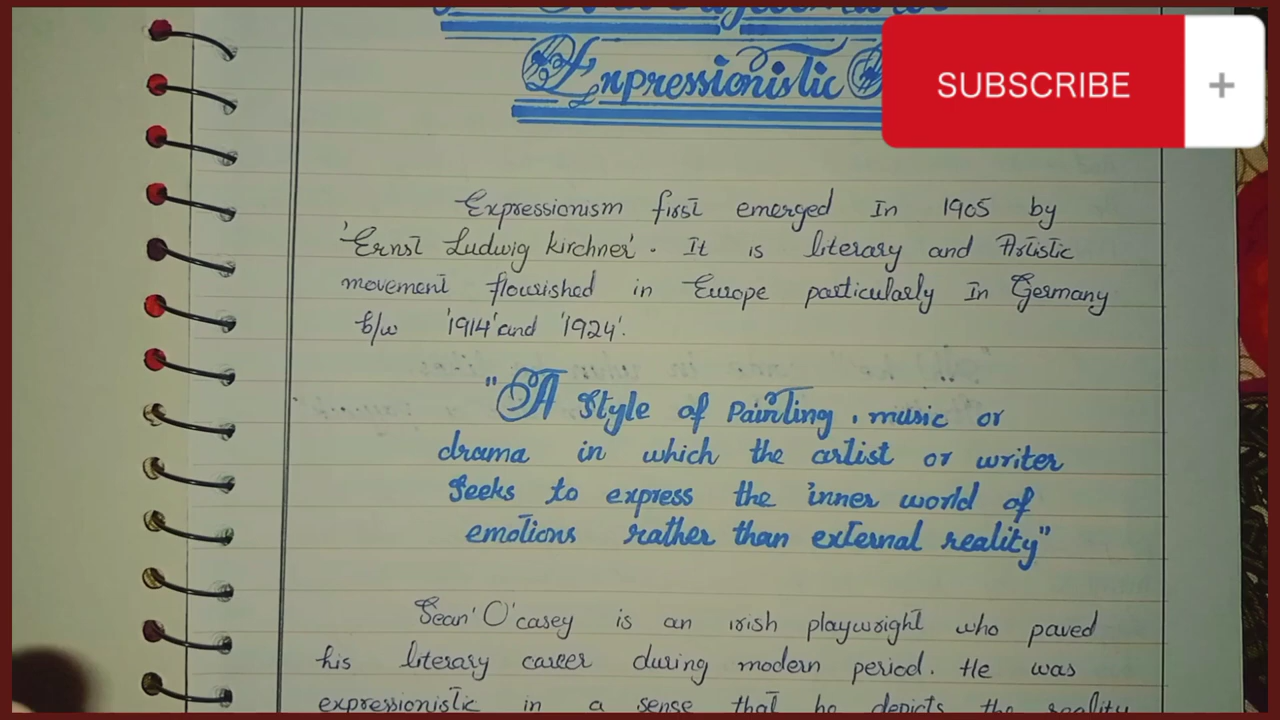 Expressionistic
SUBSCRIBE +
Expressionism first emerged In 1905 by
'Ernst Ludwig kirchner'. It is literary and Artistic
movement flourished in Europe particularly In Germany
b/w '1914' and '1924'.
"A Style of Painting, music or
drama in which the artist or writer
Seeks to express the inner world of
emotions rather than external reality"
Sean' O'casey is an irish playwright who paved
his literary career during modern period. He was
expressionistic in a sense that he depicts the reality